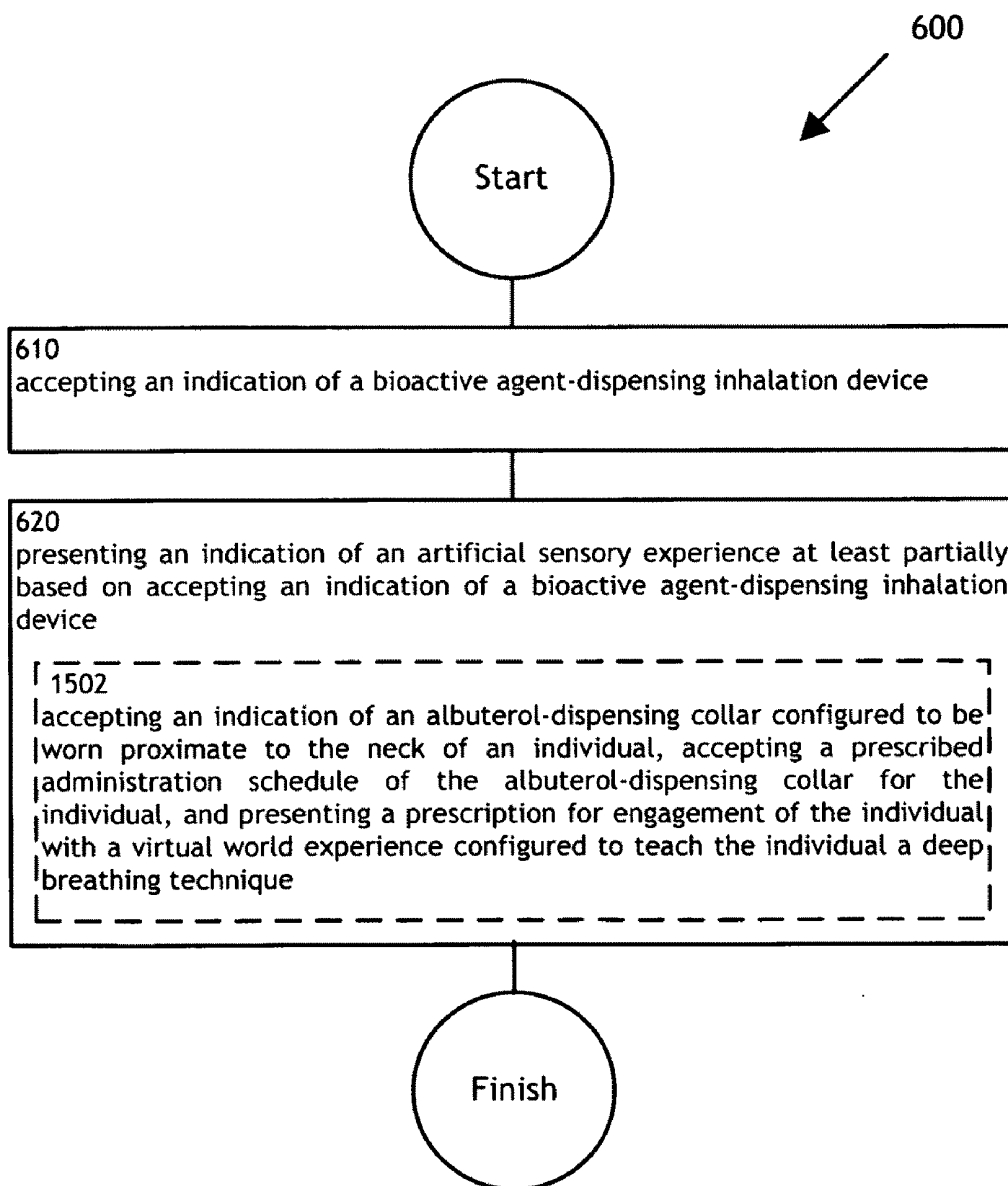 600
Start
610
accepting an indication of a bioactive agent-dispensing inhalation device
620
presenting an indication of an artificial sensory experience at least partially
based on accepting an indication of a bioactive agent-dispensing inhalation
device
1502
accepting an indication of an albuterol-dispensing collar configured to be
worn proximate to the neck of an individual, accepting a prescribed
administration schedule of the albuterol-dispensing collar for the
individual, and presenting a prescription for engagement of the individual
with a virtual world experience configured to teach the individual a deep
breathing technique
Finish